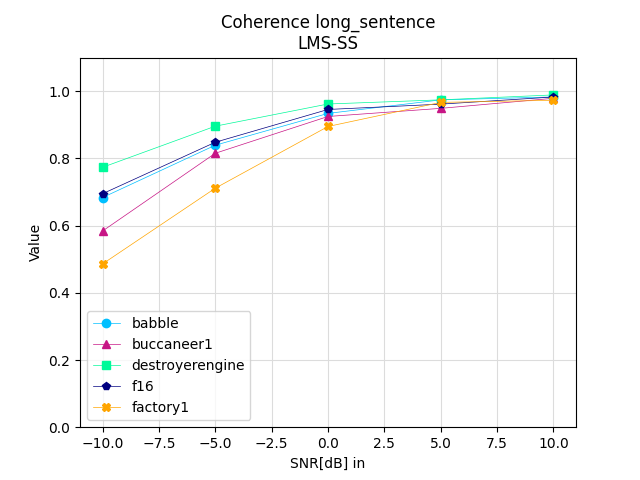 Coherence long_sentence
LMS-SS
Value
1.0
0.8
0.6
0.4
0.2
0.0
babble
buccaneer1
destroyerengine
f16
factory1
−10.0 −7.5 −5.0 −2.5 0.0 2.5 5.0 7.5 10.0
SNR[dB] in